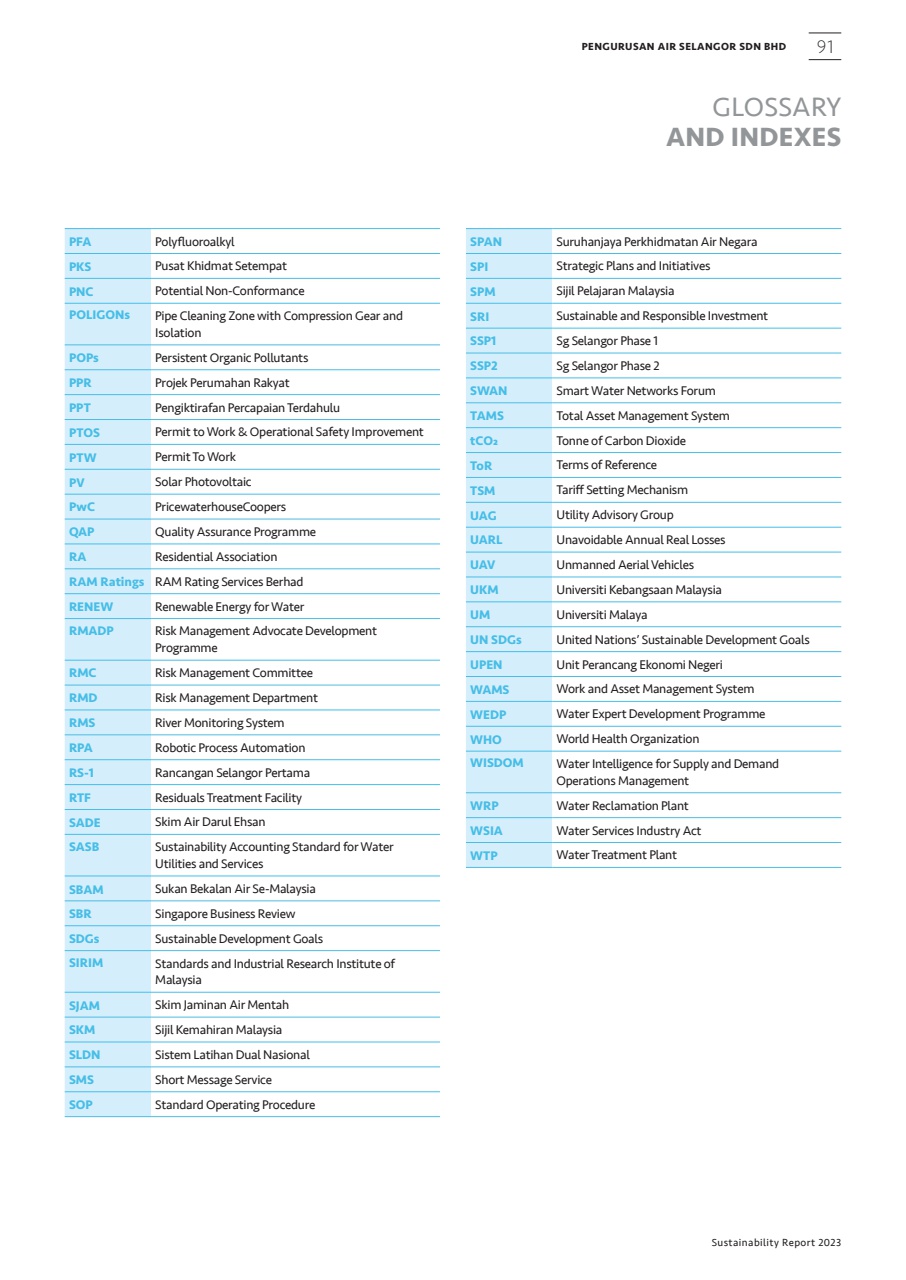 PENGURUSAN AIR SELANGOR SDN BHD 91
GLOSSARY
AND INDEXES
PFA Polyfluoroalkyl
PKS Pusat Khidmat Setempat
PNC Potential Non-Conformance
POLIGONs Pipe Cleaning Zone with Compression Gear and
Isolation
POPs Persistent Organic Pollutants
PPR Projek Perumahan Rakyat
PPT Pengiktirafan Percapaian Terdahulu
PTOS Permit to Work & Operational Safety Improvement
PTW Permit To Work
PV Solar Photovoltaic
PwC PricewaterhouseCoopers
QAP Quality Assurance Programme
RA Residential Association
RAM Ratings RAM Rating Services Berhad
RENEW Renewable Energy for Water
RMADP Risk Management Advocate Development
Programme
RMC Risk Management Committee
RMD Risk Management Department
RMS River Monitoring System
RPA Robotic Process Automation
RS-1 Rancangan Selangor Pertama
RTF Residuals Treatment Facility
SADE Skim Air Darul Ehsan
SASB Sustainability Accounting Standard for Water
Utilities and Services
SBAM Sukan Bekalan Air Se-Malaysia
SBR Singapore Business Review
SDGs Sustainable Development Goals
SIRIM Standards and Industrial Research Institute of
Malaysia
SJAM Skim Jaminan Air Mentah
SKM Sijil Kemahiran Malaysia
SLDN Sistem Latihan Dual Nasional
SMS Short Message Service
SOP Standard Operating Procedure
SPAN Suruhanjaya Perkhidmatan Air Negara
SPI Strategic Plans and Initiatives
SPM Sijil Pelajaran Malaysia
SRI Sustainable and Responsible Investment
SSP1 Sg Selangor Phase 1
SSP2 Sg Selangor Phase 2
SWAN Smart Water Networks Forum
TAMS Total Asset Management System
tCO₂ Tonne of Carbon Dioxide
ToR Terms of Reference
TSM Tariff Setting Mechanism
UAG Utility Advisory Group
UARL Unavoidable Annual Real Losses
UAV Unmanned Aerial Vehicles
UKM Universiti Kebangsaan Malaysia
UM Universiti Malaya
UN SDGs United Nations’ Sustainable Development Goals
UPEN Unit Perancang Ekonomi Negeri
WAMS Work and Asset Management System
WEDP Water Expert Development Programme
WHO World Health Organization
WISDOM Water Intelligence for Supply and Demand
Operations Management
WRP Water Reclamation Plant
WSIA Water Services Industry Act
WTP Water Treatment Plant
Sustainability Report 2023